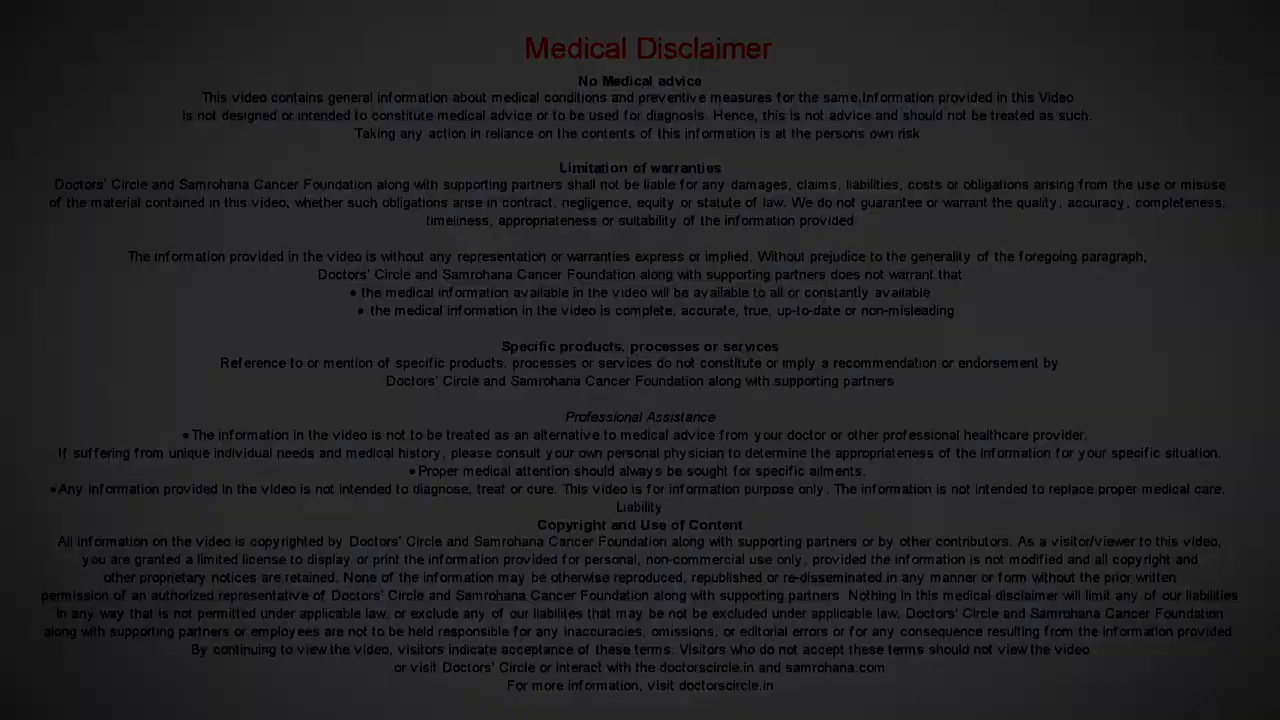 Medical Disclaimer
No Medical advice
This video contains general information about medical conditions and preventive measures for the same.Information provided in this Video
is not designed or intended to constitute medical advice or to be used for diagnosis. Hence, this is not advice and should not be treated as such.
Taking any action in reliance on the contents of this information is at the persons own risk
Limitation of warranties
Doctors' Circle and Samrohana Cancer Foundation along with supporting partners shall not be liable for any damages, claims, liabilities, costs or obligations arising from the use or misuse
of the material contained in this video, whether such obligations arise in contract, negligence, equity or statute of law. We do not guarantee or warrant the quality, accuracy, completeness,
timeliness, appropriateness or suitability of the information provided
The information provided in the video is without any representation or warranties express or implied. Without prejudice to the generality of the foregoing paragraph,
Doctors' Circle and Samrohana Cancer Foundation along with supporting partners does not warrant that
• the medical information available in the video will be available to all or constantly available
• the medical information in the video is complete, accurate, true, up-to-date or non-misleading
Specific products, processes or services
Reference to or mention of specific products, processes or services do not constitute or imply a recommendation or endorsement by
Doctors' Circle and Samrohana Cancer Foundation along with supporting partners
Professional Assistance
•The information in the video is not to be treated as an alternative to medical advice from your doctor or other professional healthcare provider.
If suffering from unique individual needs and medical history, please consult your own personal physician to determine the appropriateness of the information for your specific situation.
•Proper medical attention should always be sought for specific ailments.
•Any information provided in the video is not intended to diagnose, treat or cure. This video is for information purpose only. The information is not intended to replace proper medical care.
Liability
Copyright and Use of Content
All information on the video is copyrighted by Doctors' Circle and Samrohana Cancer Foundation along with supporting partners or by other contributors. As a visitor/viewer to this video,
you are granted a limited license to display or print the information provided for personal, non-commercial use only, provided the information is not modified and all copyright and
other proprietary notices are retained. None of the information may be otherwise reproduced, republished or re-disseminated in any manner or form without the prior written
permission of an authorized representative of Doctors' Circle and Samrohana Cancer Foundation along with supporting partners Nothing in this medical disclaimer will limit any of our liabilities
in any way that is not permitted under applicable law, or exclude any of our liabilites that may be not be excluded under applicable law. Doctors' Circle and Samrohana Cancer Foundation
along with supporting partners or employees are not to be held responsible for any inaccuracies, omissions, or editorial errors or for any consequence resulting from the information provided
By continuing to view the video, visitors indicate acceptance of these terms. Visitors who do not accept these terms should not view the video
or visit Doctors' Circle or interact with the doctorscircle.in and samrohana.com
For more information, visit doctorscircle.in